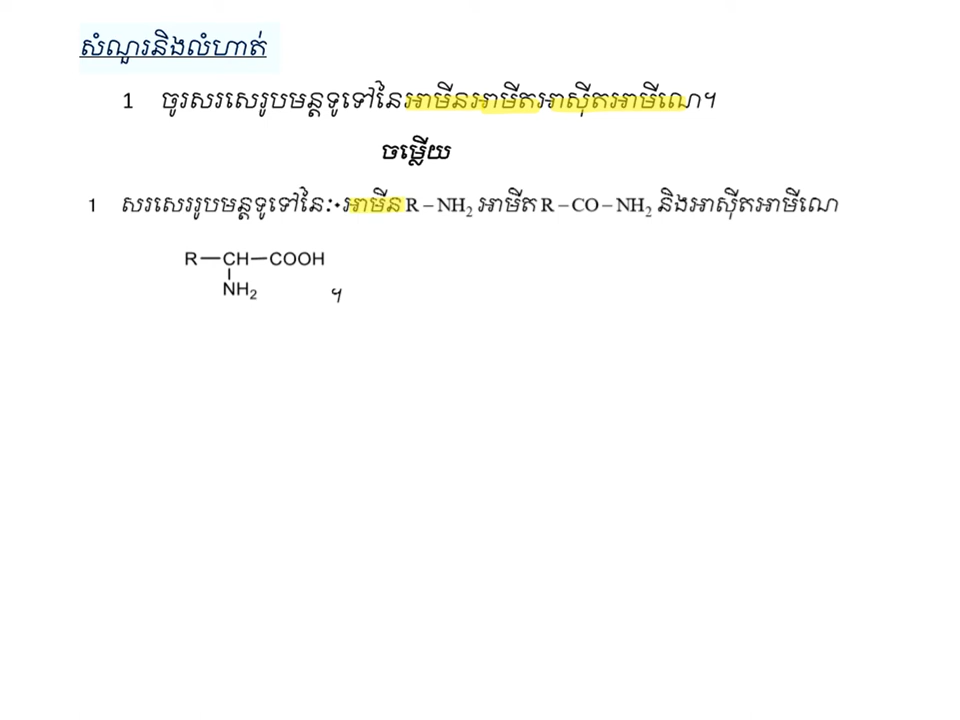 សំណួរនិងលំហាត់
1 ចូរសរសេរូបមន្តទូទៅនៃអាមីនអាមីតអាស៊ីតអាមីណេ។
ចម្លើយ
1 សរសេររូបមន្តទូទៅនៃៈ•អាមីន R – NH₂ អាមីត R – CO – NH₂ និងអាស៊ីតអាមីណេ
R—CH—COOH
NH₂ ។